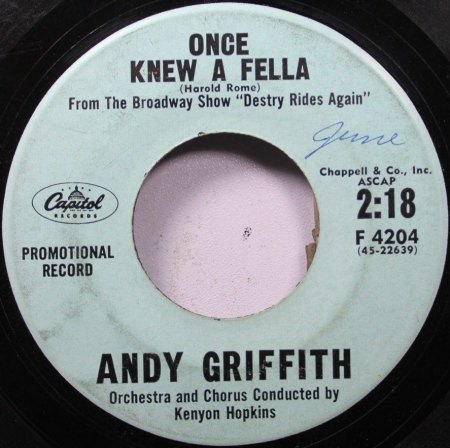 ONCE
KNEW A FELLA
(Harold Rome)
From The Broadway Show "Destry Rides Again"
June
Chappell & Co., Inc.
ASCAP
2:18
F 4204
(45-22639)
Capitol
RECORDS
PROMOTIONAL
RECORD
ANDY GRIFFITH
Orchestra and Chorus Conducted by
Kenyon Hopkins